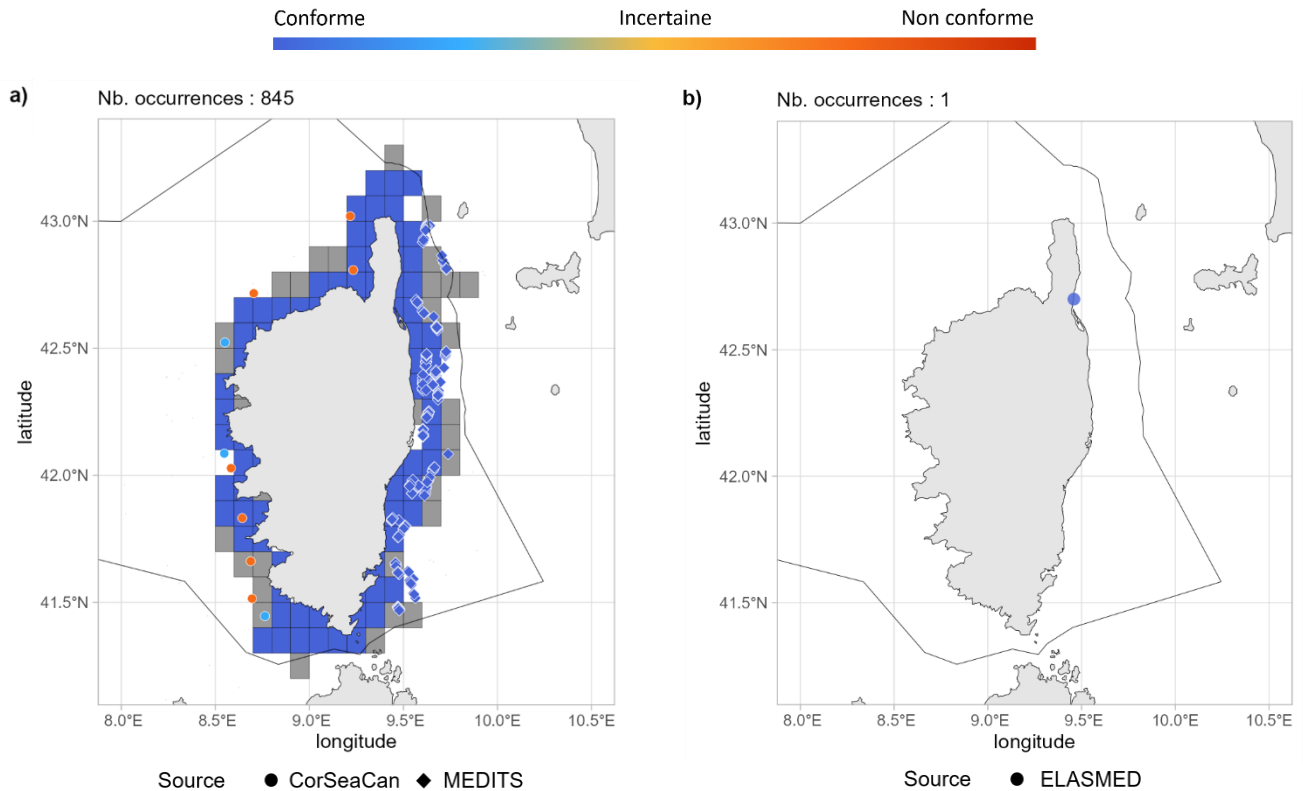 Conforme Incertaine Non conforme
a) Nb. occurrences : 845
43.0°N
42.5°N
42.0°N
41.5°N
latitude
8.0°E 8.5°E 9.0°E 9.5°E 10.0°E 10.5°E
longitude
Source CorSeaCan MEDITS
b) Nb. occurrences : 1
43.0°N
42.5°N
42.0°N
41.5°N
latitude
8.0°E 8.5°E 9.0°E 9.5°E 10.0°E 10.5°E
longitude
Source ELASMED